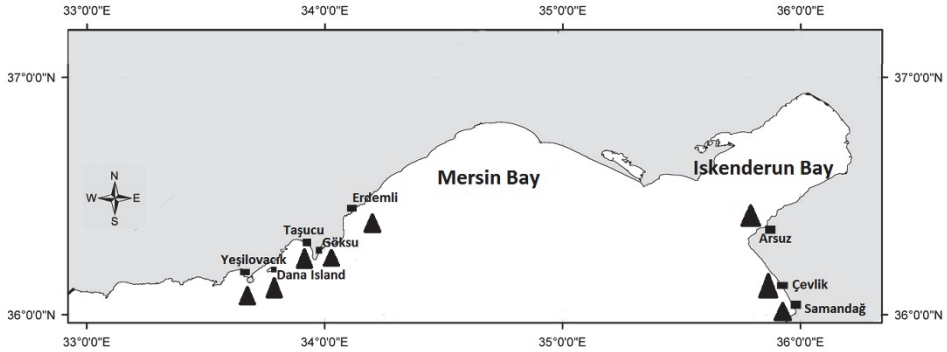 33°0'0"E 34°0'0"E 35°0'0"E 36°0'0"E
37°0'0"N 37°0'0"N
Mersin Bay
Iskenderun Bay
N
W E
S
Erdemli
Taşucu
Göksu
Arsuz
Yeşilovacık
Dana Island
Çevlik
Samandağ
36°0'0"N 36°0'0"N
33°0'0"E 34°0'0"E 35°0'0"E 36°0'0"E